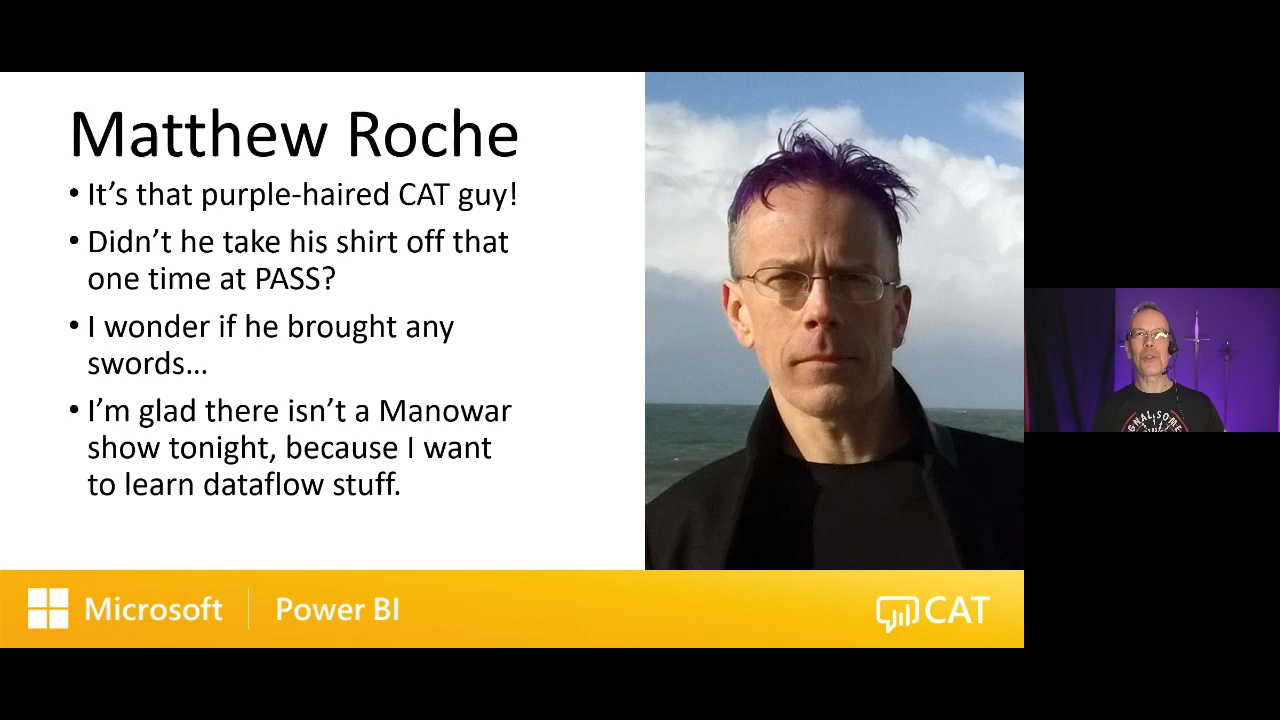 Matthew Roche
• It’s that purple-haired CAT guy!
• Didn’t he take his shirt off that
one time at PASS?
• I wonder if he brought any
swords…
• I’m glad there isn’t a Manowar
show tonight, because I want
to learn dataflow stuff.
Microsoft | Power BI
CAT
GNAL SOME